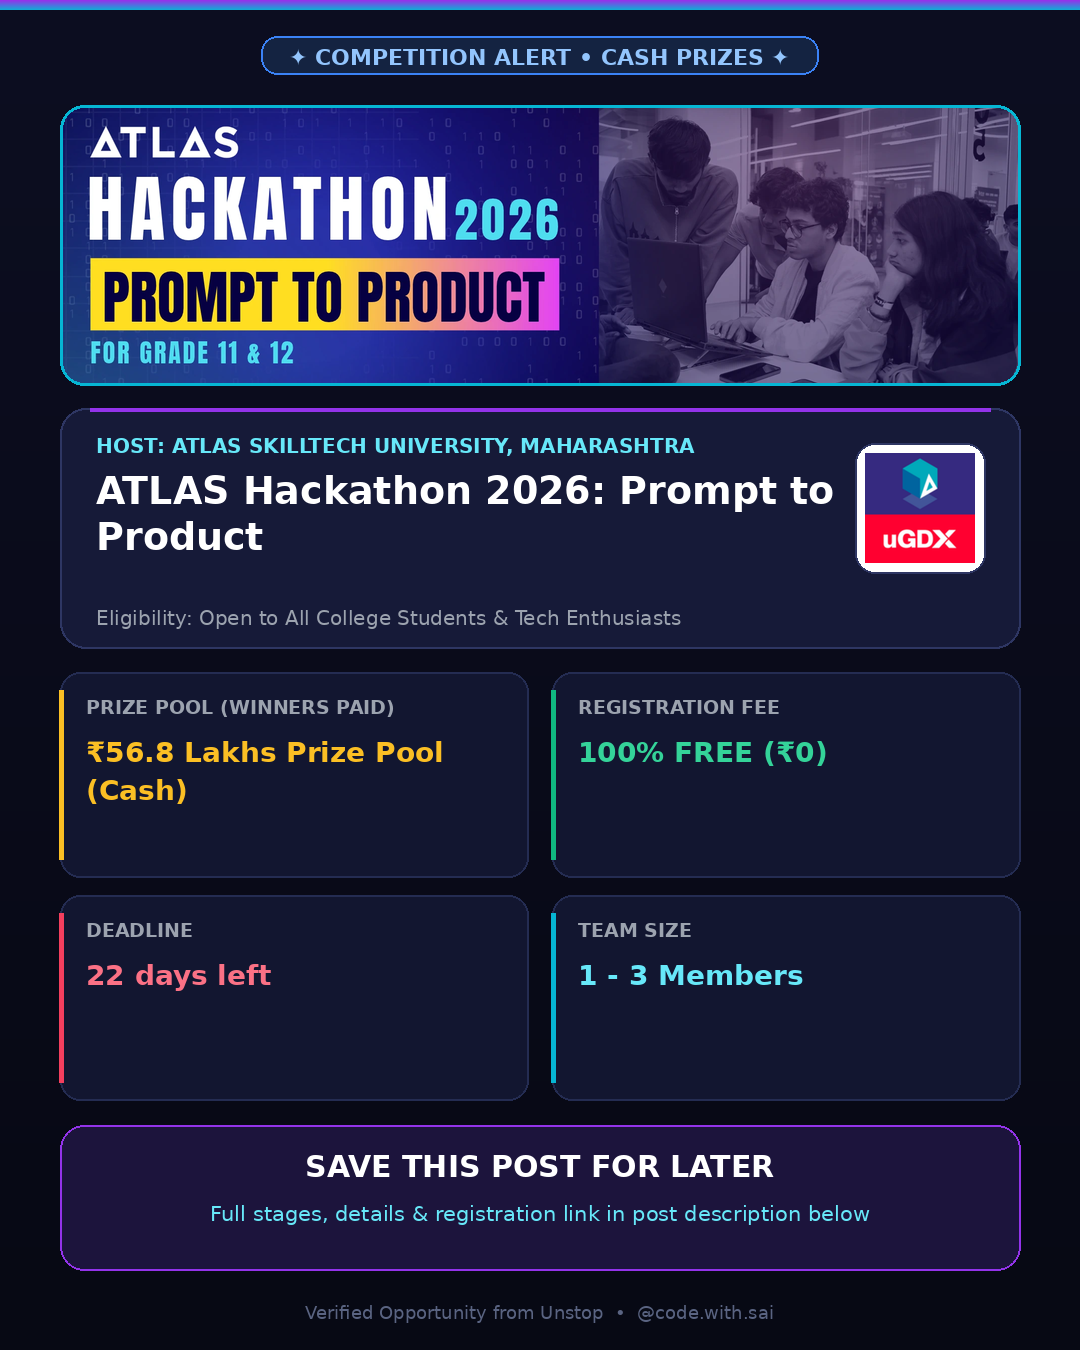 ✦ COMPETITION ALERT • CASH PRIZES ✦
ATLAS
HACKATHON 2026
PROMPT TO PRODUCT
FOR GRADE 11 & 12
HOST: ATLAS SKILLTECH UNIVERSITY, MAHARASHTRA
ATLAS Hackathon 2026: Prompt to
Product
uGDX
Eligibility: Open to All College Students & Tech Enthusiasts
PRIZE POOL (WINNERS PAID)
₹56.8 Lakhs Prize Pool
(Cash)
REGISTRATION FEE
100% FREE (₹0)
DEADLINE
22 days left
TEAM SIZE
1 - 3 Members
SAVE THIS POST FOR LATER
Full stages, details & registration link in post description below
Verified Opportunity from Unstop • @code.with.sai